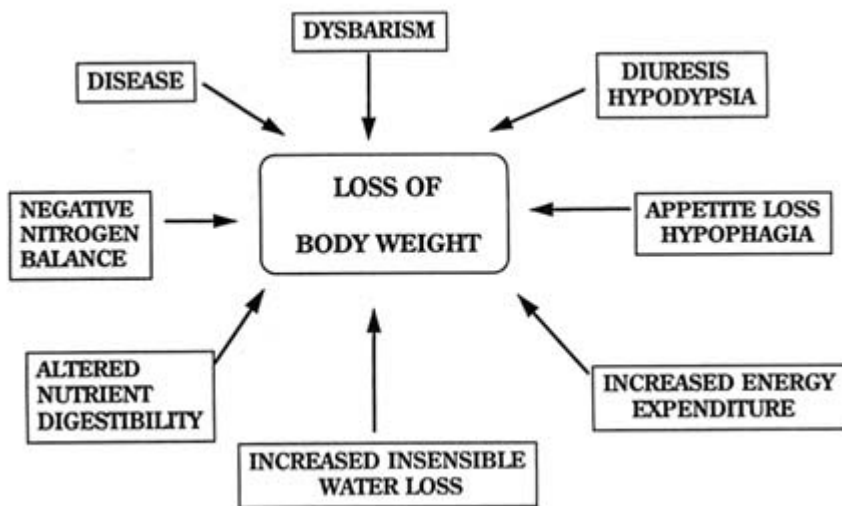 DYSBARISM
DISEASE
DIURESIS
HYPODYPSIA
LOSS OF
BODY WEIGHT
NEGATIVE
NITROGEN
BALANCE
APPETITE LOSS
HYPOPHAGIA
ALTERED
NUTRIENT
DIGESTIBILITY
INCREASED ENERGY
EXPENDITURE
INCREASED INSENSIBLE
WATER LOSS